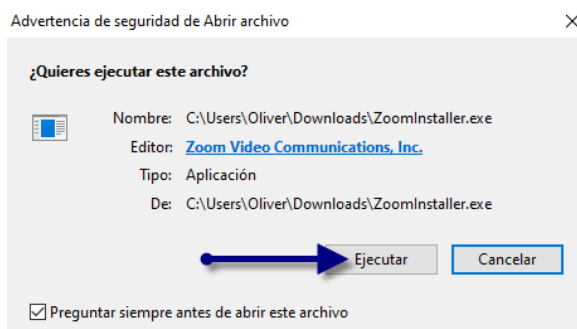 Advertencia de seguridad de Abrir archivo
¿Quieres ejecutar este archivo?
Nombre: C:\Users\Oliver\Downloads\ZoomInstaller.exe
Editor: Zoom Video Communications, Inc.
Tipo: Aplicación
De: C:\Users\Oliver\Downloads\ZoomInstaller.exe
Ejecutar Cancelar
Preguntar siempre antes de abrir este archivo